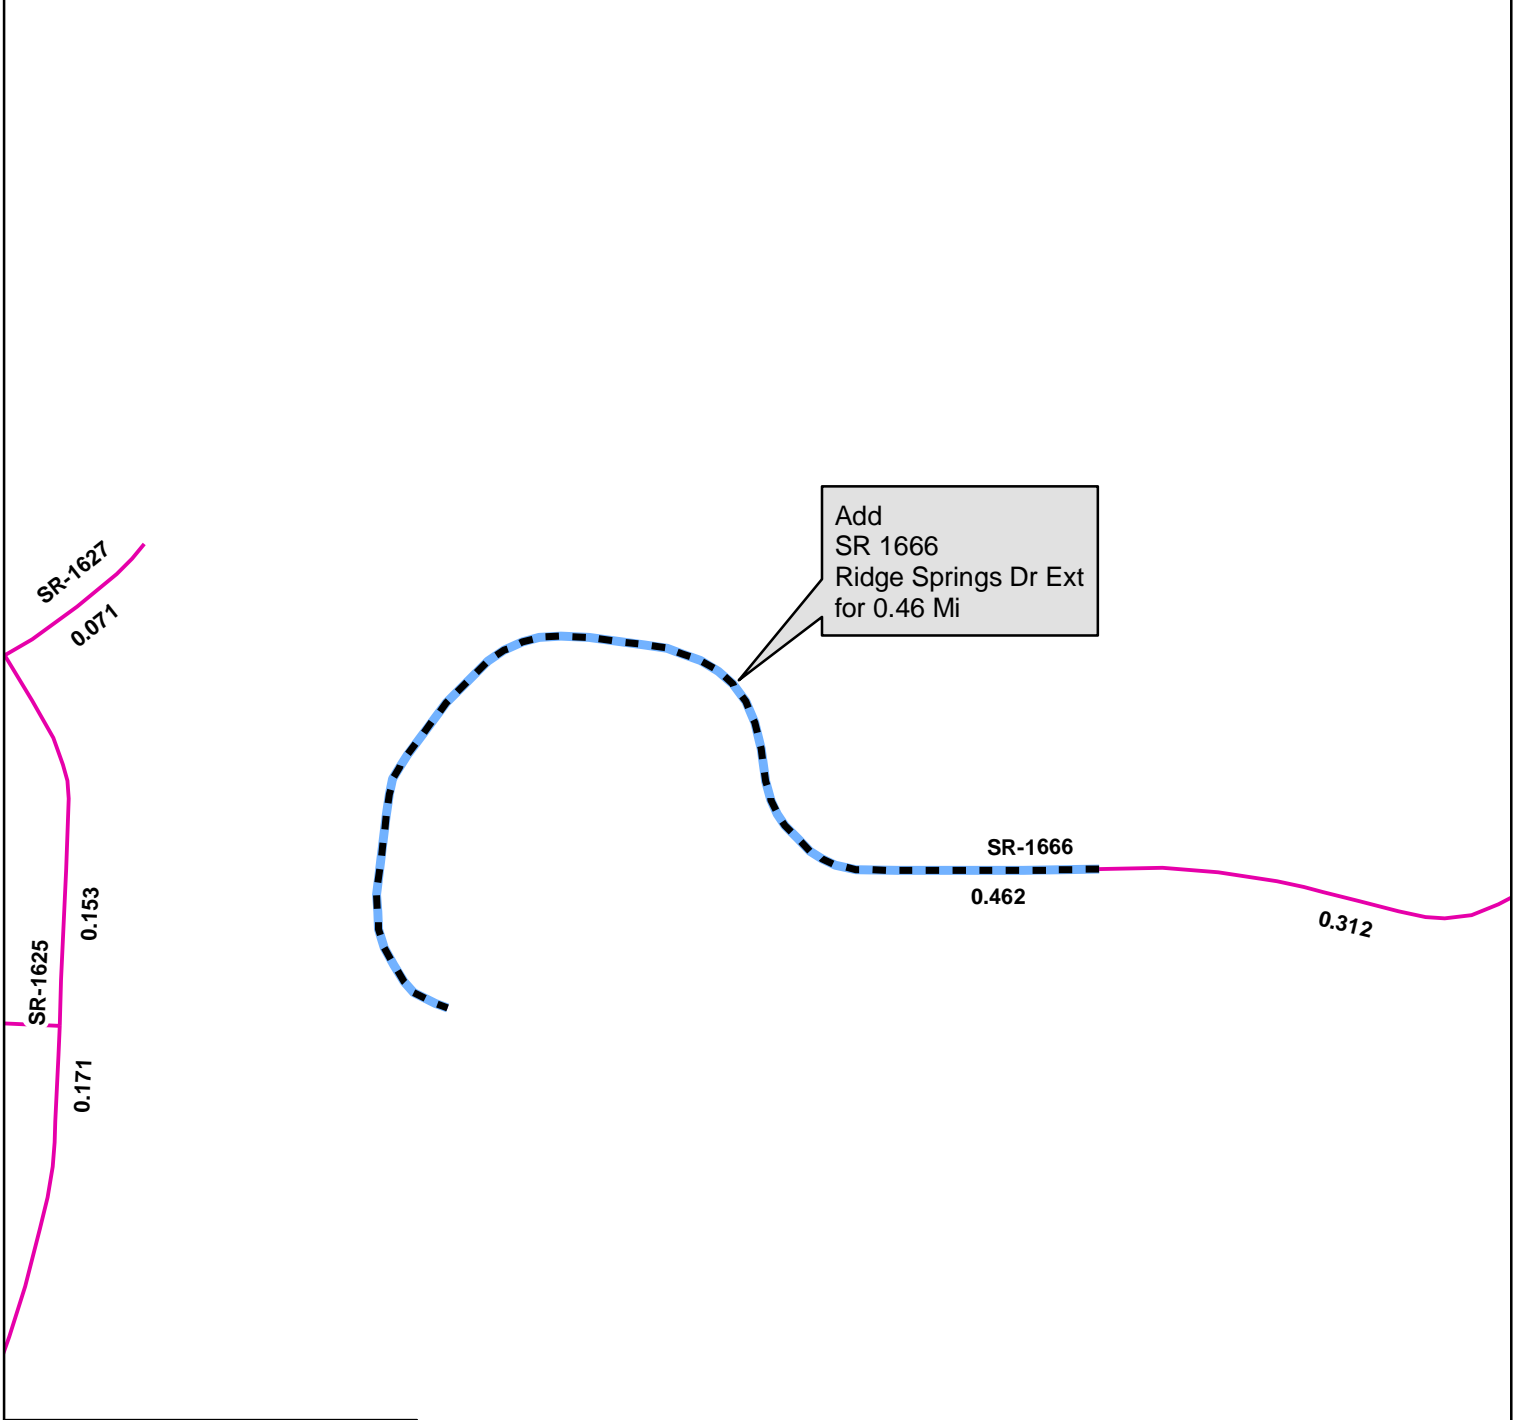 Add
SR 1666
Ridge Springs Dr Ext
for 0.46 Mi
SR-1627
0.071
SR-1666
0.462
0.312
0.153
SR-1625
0.171